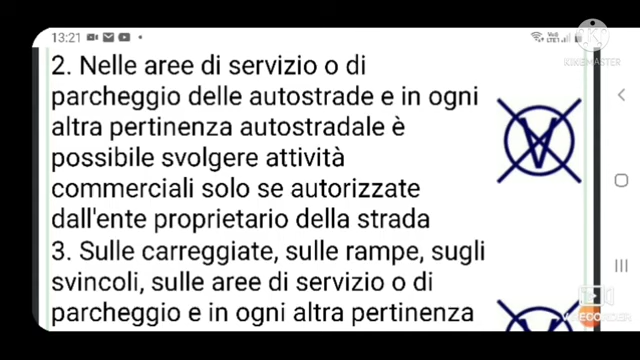 13:21
KINEMASTER
2. Nelle aree di servizio o di
parcheggio delle autostrade e in ogni
altra pertinenza autostradale è
possibile svolgere attività
commerciali solo se autorizzate
dall'ente proprietario della strada
3. Sulle carreggiate, sulle rampe, sugli
svincoli, sulle aree di servizio o di
parcheggio e in ogni altra pertinenza
V